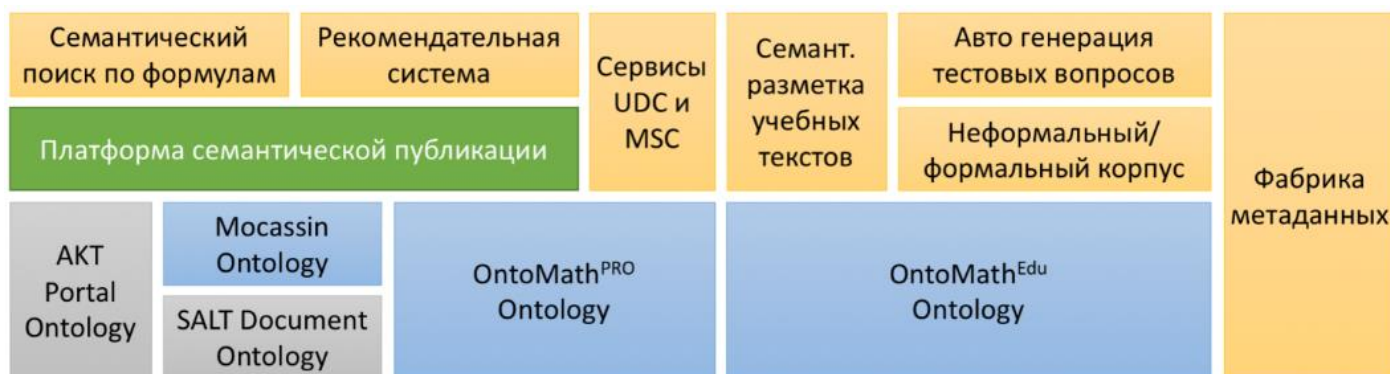 Семантический
поиск по формулам
Рекомендательная
система
Сервисы
UDC и
MSC
Семант.
разметка
учебных
текстов
Авто генерация
тестовых вопросов
Неформальный/
формальный корпус
Фабрика
метаданных
Платформа семантической публикации
AKT
Portal
Ontology
Mocassin
Ontology
SALT Document
Ontology
OntoMathPRO
Ontology
OntoMathEdu
Ontology